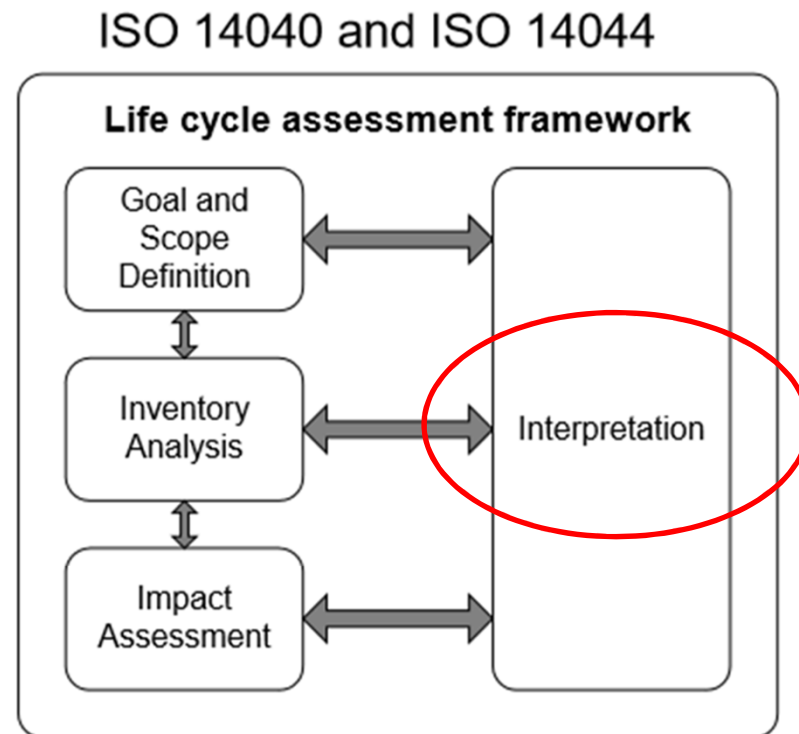 ISO 14040 and ISO 14044
Life cycle assessment framework
Goal and
Scope
Definition
Inventory
Analysis
Interpretation
Impact
Assessment